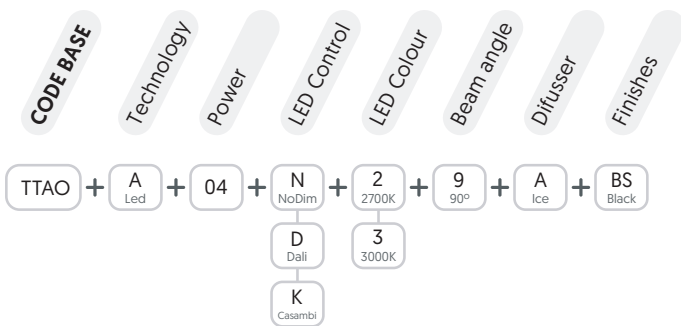 CODE BASE
Technology
Power
LED Control
LED Colour
Beam angle
Difusser
Finishes
TTAO + A + 04 + N + 2 + 9 + A + BS
Led NoDim 2700K 90º Ice Black
D 3
Dali 3000K
K
Casambi